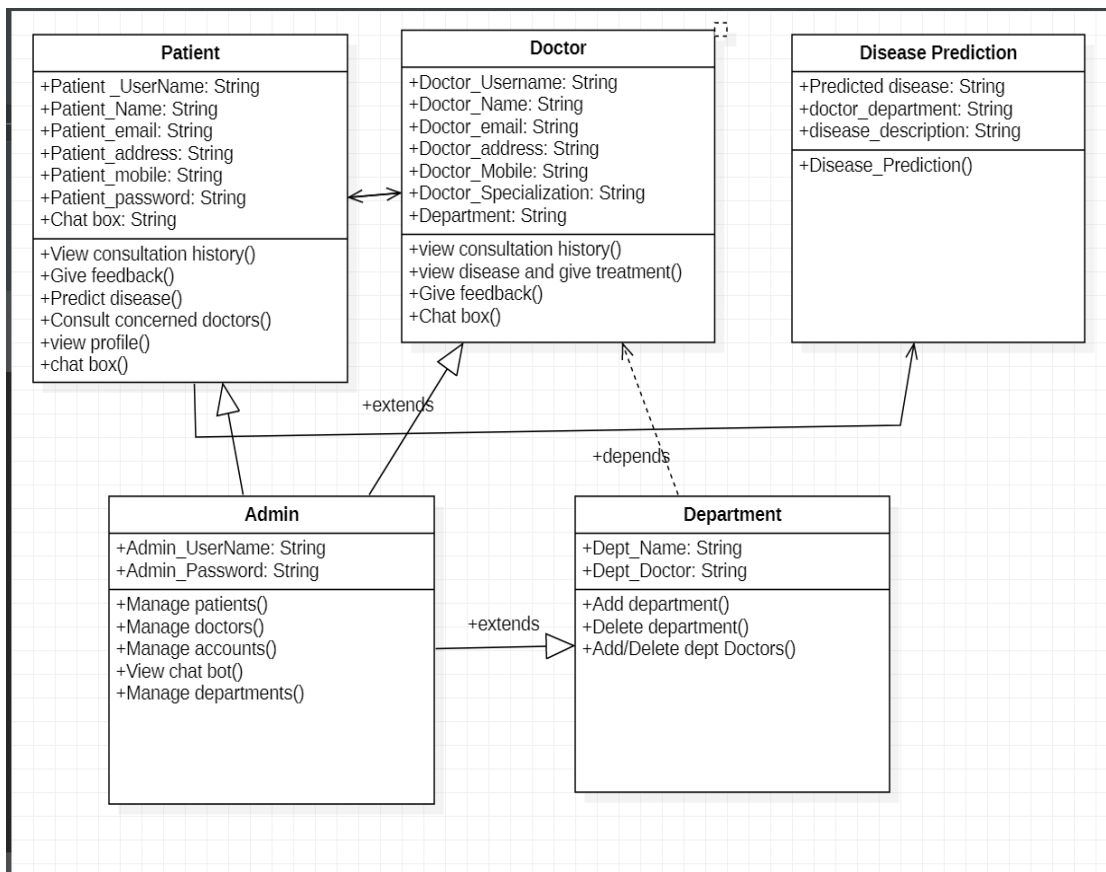 Patient
+Patient _UserName: String
+Patient_Name: String
+Patient_email: String
+Patient_address: String
+Patient_mobile: String
+Patient_password: String
+Chat box: String
+View consultation history()
+Give feedback()
+Predict disease()
+Consult concerned doctors()
+view profile()
+chat box()
Doctor
+Doctor_Username: String
+Doctor_Name: String
+Doctor_email: String
+Doctor_address: String
+Doctor_Mobile: String
+Doctor_Specialization: String
+Department: String
+view consultation history()
+view disease and give treatment()
+Give feedback()
+Chat box()
Disease Prediction
+Predicted disease: String
+doctor_department: String
+disease_description: String
+Disease_Prediction()
+extends
+depends
Admin
+Admin_UserName: String
+Admin_Password: String
+Manage patients()
+Manage doctors()
+Manage accounts()
+View chat bot()
+Manage departments()
+extends
Department
+Dept_Name: String
+Dept_Doctor: String
+Add department()
+Delete department()
+Add/Delete dept Doctors()